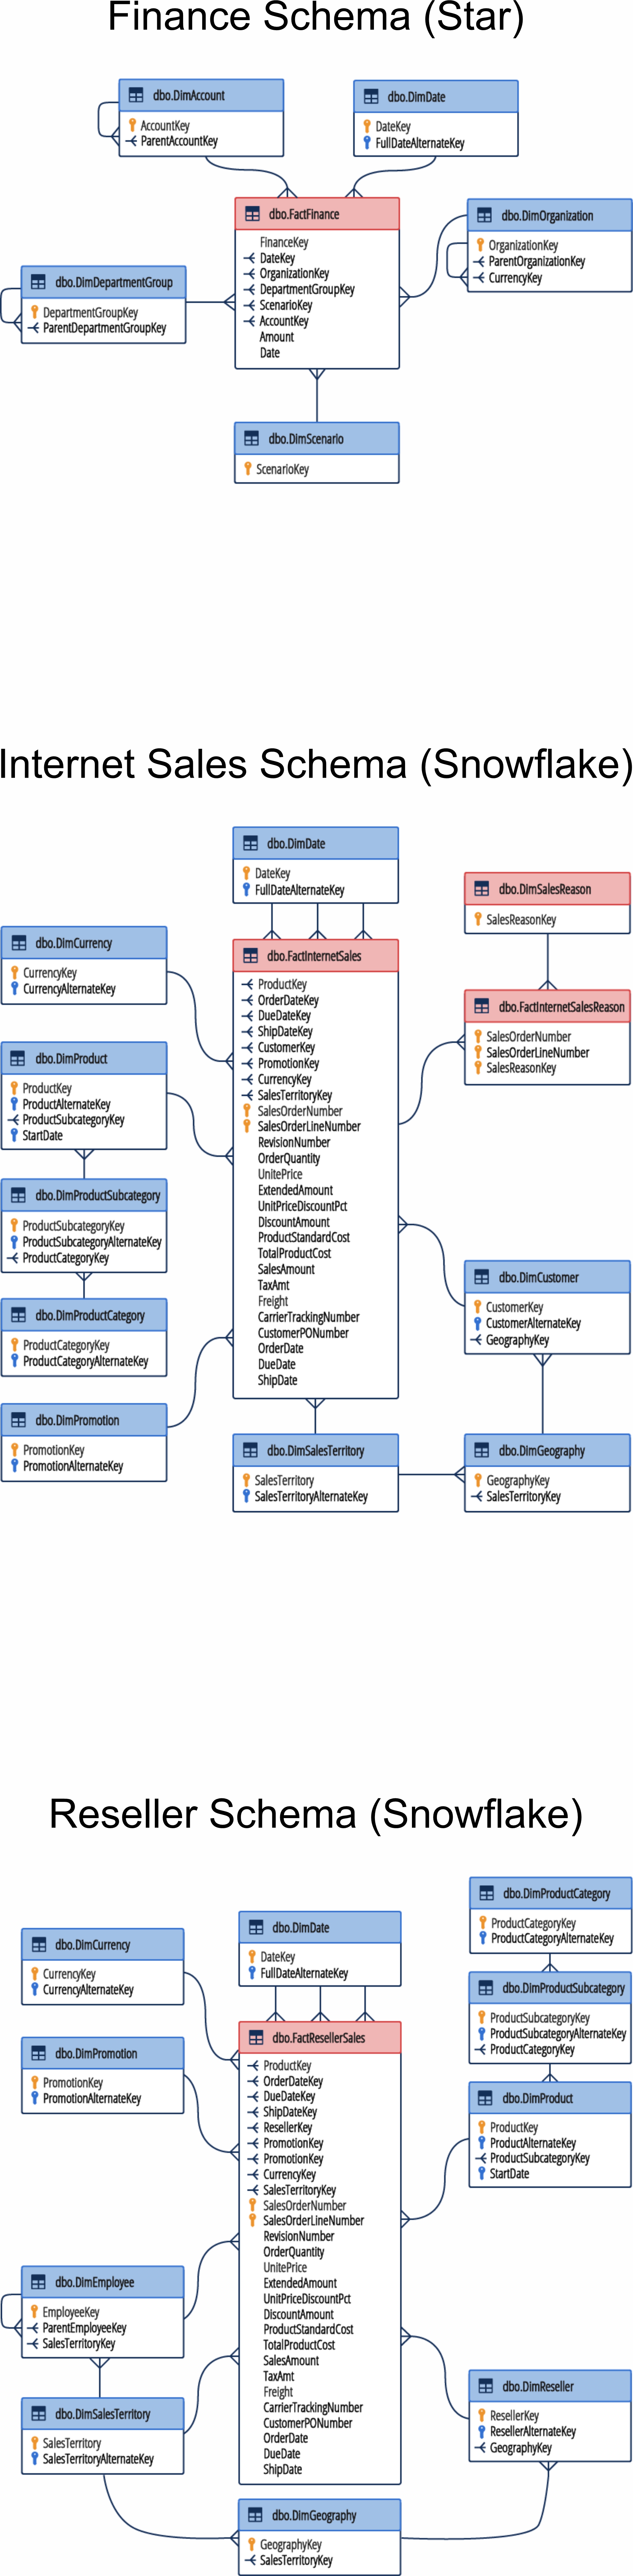 Finance Schema (Star)
dbo.DimAccount
AccountKey
ParentAccountKey
dbo.DimDate
DateKey
FullDateAlternateKey
dbo.FactFinance
FinanceKey
DateKey
OrganizationKey
DepartmentGroupKey
ScenarioKey
AccountKey
Amount
Date
dbo.DimOrganization
OrganizationKey
ParentOrganizationKey
CurrencyKey
dbo.DimDepartmentGroup
DepartmentGroupKey
ParentDepartmentGroupKey
dbo.DimScenario
ScenarioKey
Internet Sales Schema (Snowflake)
dbo.DimDate
DateKey
FullDateAlternateKey
dbo.DimSalesReason
SalesReasonKey
dbo.DimCurrency
CurrencyKey
CurrencyAlternateKey
dbo.FactInternetSales
ProductKey
OrderDateKey
DueDateKey
ShipDateKey
CustomerKey
PromotionKey
CurrencyKey
SalesTerritoryKey
SalesOrderNumber
SalesOrderLineNumber
RevisionNumber
OrderQuantity
UnitePrice
ExtendedAmount
UnitPriceDiscountPct
DiscountAmount
ProductStandardCost
TotalProductCost
SalesAmount
TaxAmt
Freight
CarrierTrackingNumber
CustomerPONumber
OrderDate
DueDate
ShipDate
dbo.FactInternetSalesReason
SalesOrderNumber
SalesOrderLineNumber
SalesReasonKey
dbo.DimProduct
ProductKey
ProductAlternateKey
ProductSubcategoryKey
StartDate
dbo.DimProductSubcategory
ProductSubcategoryKey
ProductSubcategoryAlternateKey
ProductCategoryKey
dbo.DimProductCategory
ProductCategoryKey
ProductCategoryAlternateKey
dbo.DimPromotion
PromotionKey
PromotionAlternateKey
dbo.DimCustomer
CustomerKey
CustomerAlternateKey
GeographyKey
dbo.DimSalesTerritory
SalesTerritory
SalesTerritoryAlternateKey
dbo.DimGeography
GeographyKey
SalesTerritoryKey
Reseller Schema (Snowflake)
dbo.DimProductCategory
ProductCategoryKey
ProductCategoryAlternateKey
dbo.DimDate
DateKey
FullDateAlternateKey
dbo.DimCurrency
CurrencyKey
CurrencyAlternateKey
dbo.DimProductSubcategory
ProductSubcategoryKey
ProductSubcategoryAlternateKey
ProductCategoryKey
dbo.FactResellerSales
ProductKey
OrderDateKey
DueDateKey
ShipDateKey
ResellerKey
PromotionKey
PromotionKey
CurrencyKey
SalesTerritoryKey
SalesOrderNumber
SalesOrderLineNumber
RevisionNumber
OrderQuantity
UnitePrice
ExtendedAmount
UnitPriceDiscountPct
DiscountAmount
ProductStandardCost
TotalProductCost
SalesAmount
TaxAmt
Freight
CarrierTrackingNumber
CustomerPONumber
OrderDate
DueDate
ShipDate
dbo.DimPromotion
PromotionKey
PromotionAlternateKey
dbo.DimProduct
ProductKey
ProductAlternateKey
ProductSubcategoryKey
StartDate
dbo.DimEmployee
EmployeeKey
ParentEmployeeKey
SalesTerritoryKey
dbo.DimReseller
ResellerKey
ResellerAlternateKey
GeographyKey
dbo.DimSalesTerritory
SalesTerritory
SalesTerritoryAlternateKey
dbo.DimGeography
GeographyKey
SalesTerritoryKey